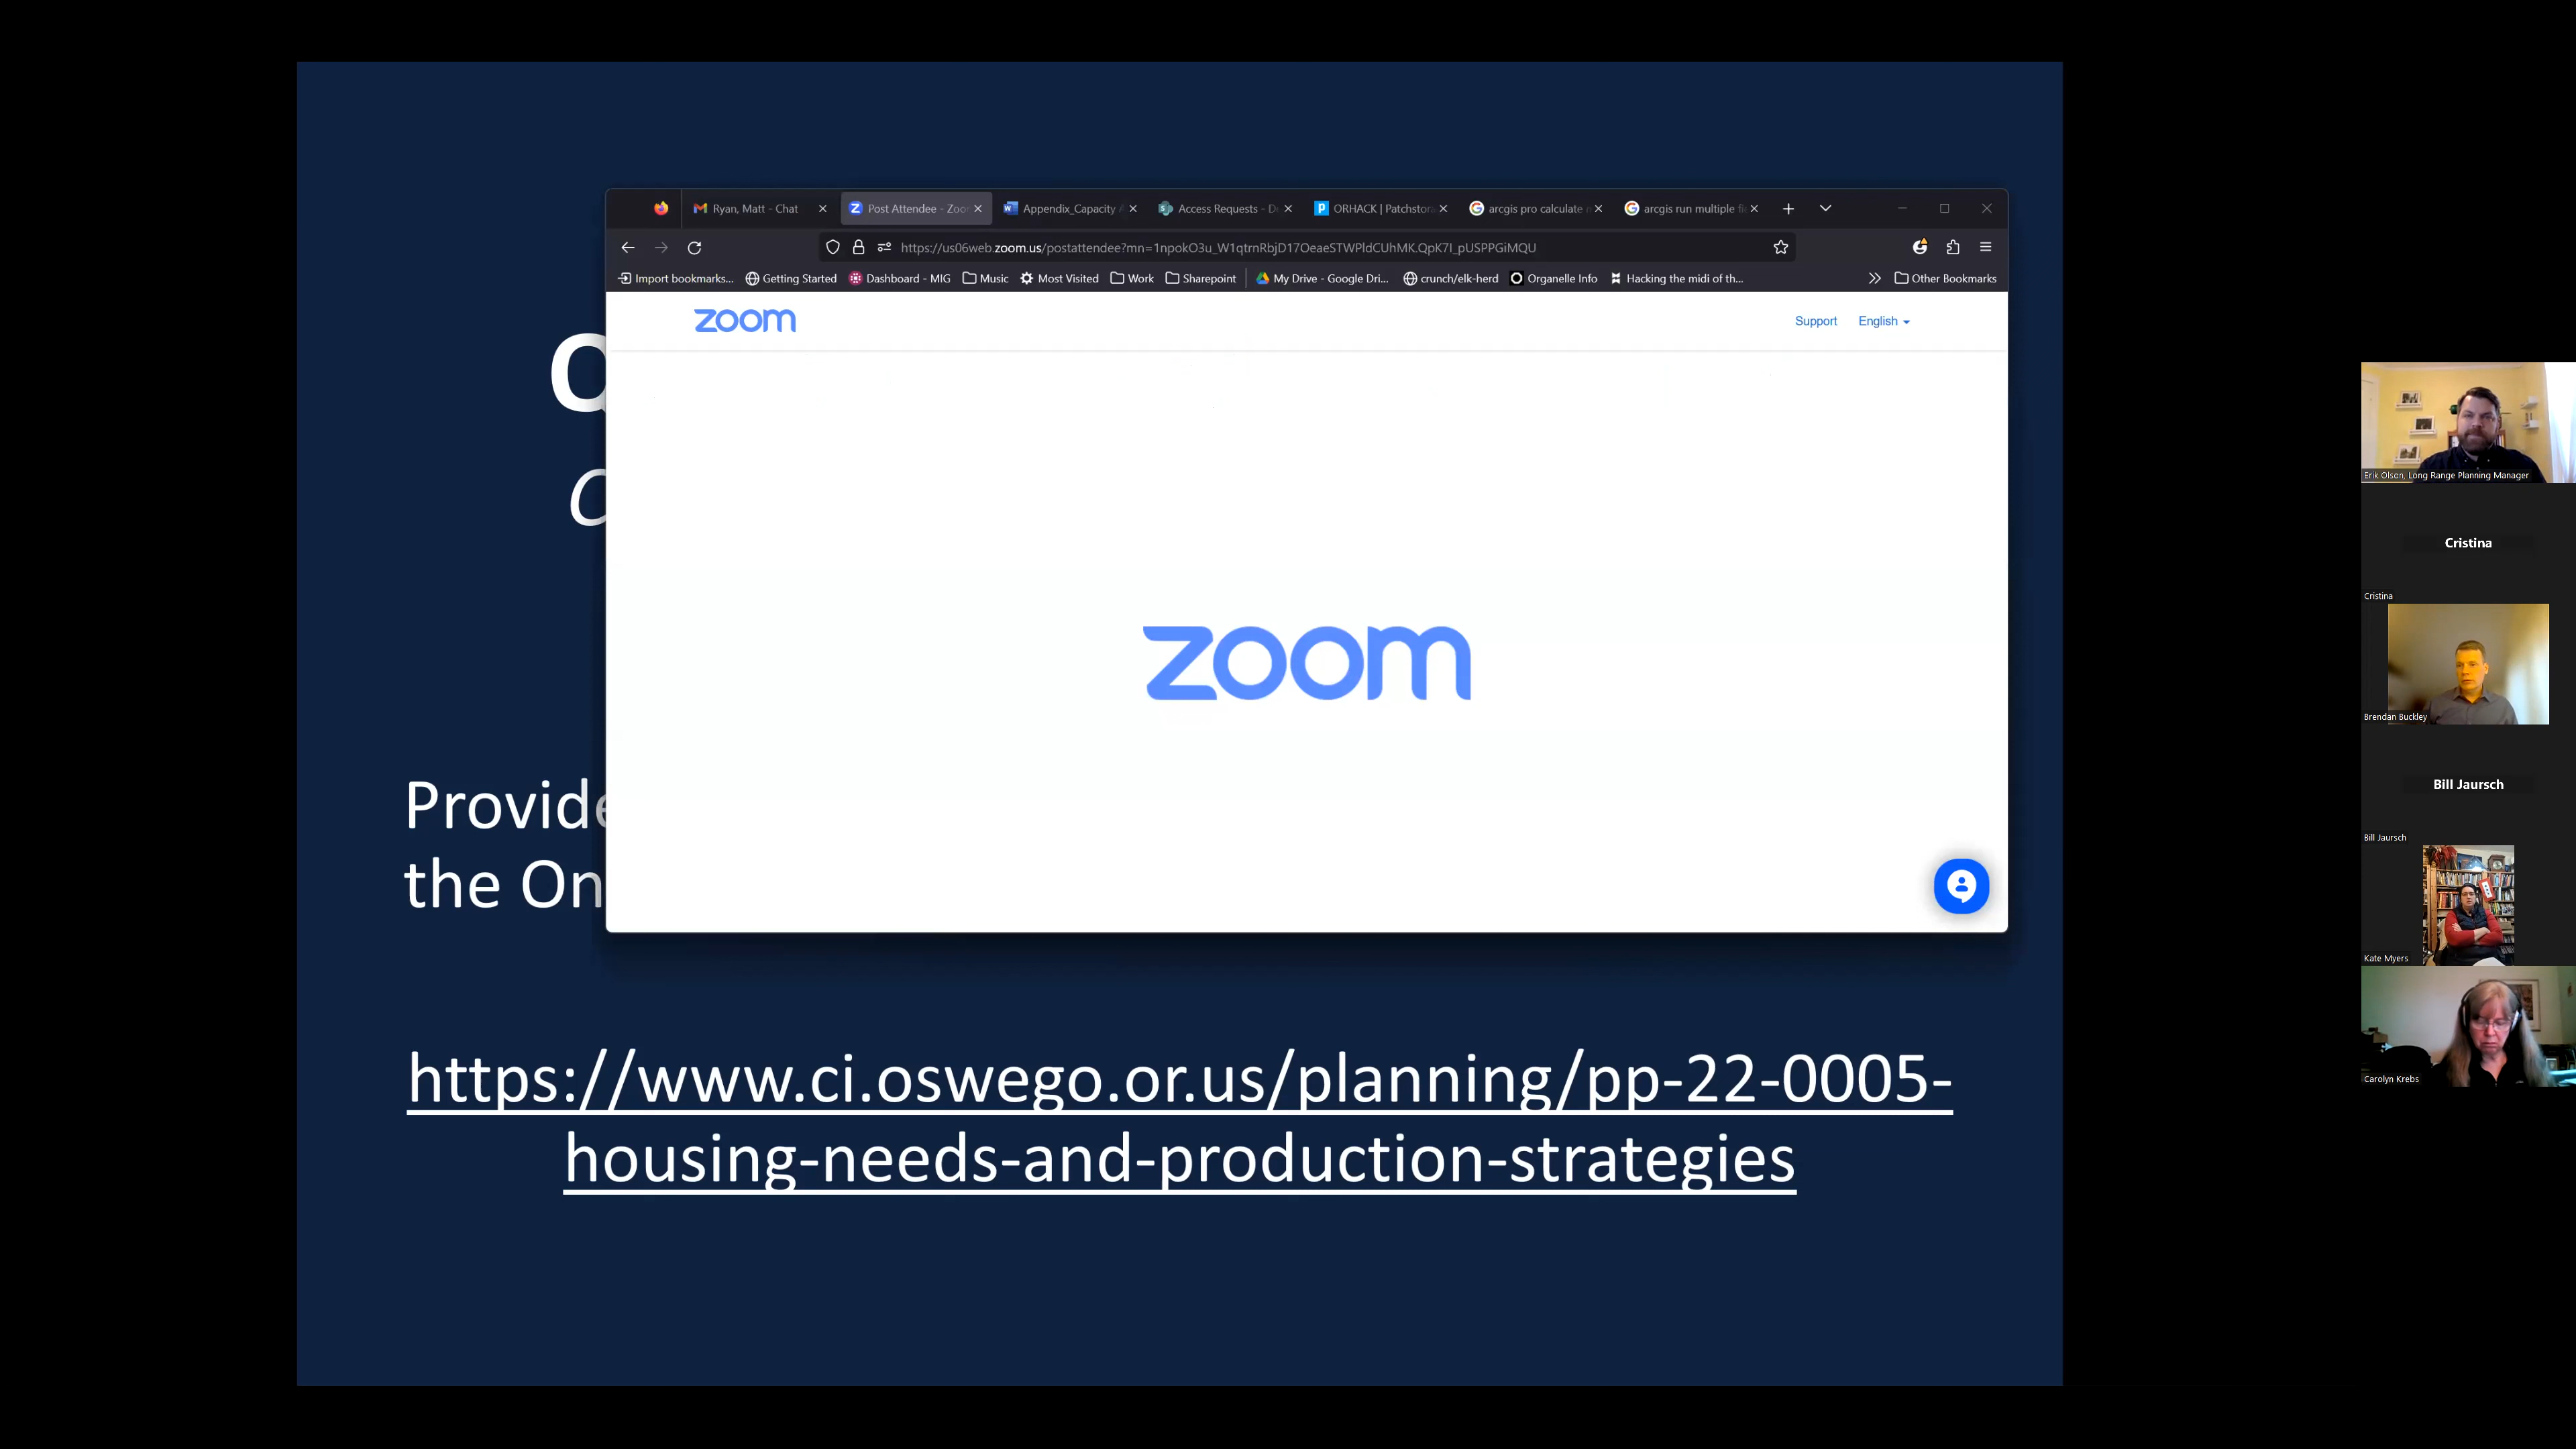 Ryan, Matt - Chat
Post Attendee - Zoo
Appendix_Capacity
Access Requests - D
ORHACK | Patchstor
arcgis pro calculate
arcgis run multiple fi
https://us06web.zoom.us/postattendee?mn=1npokO3u_W1qtrnRbjD17OeaeSTWPldCUhMK.QpK7I_pUSPPGiMQU
Import bookmarks...
Getting Started
Dashboard - MIG
Music
Most Visited
Work
Sharepoint
My Drive - Google Dri...
crunch/elk-herd
Organelle Info
Hacking the midi of th...
Other Bookmarks
zoom
Support
English
zoom
Provide
the On
https://www.ci.oswego.or.us/planning/pp-22-0005-
housing-needs-and-production-strategies
Erik Olson, Long Range Planning Manager
Cristina
Cristina
Brendan Buckley
Bill Jaursch
Bill Jaursch
Kate Myers
Carolyn Krebs